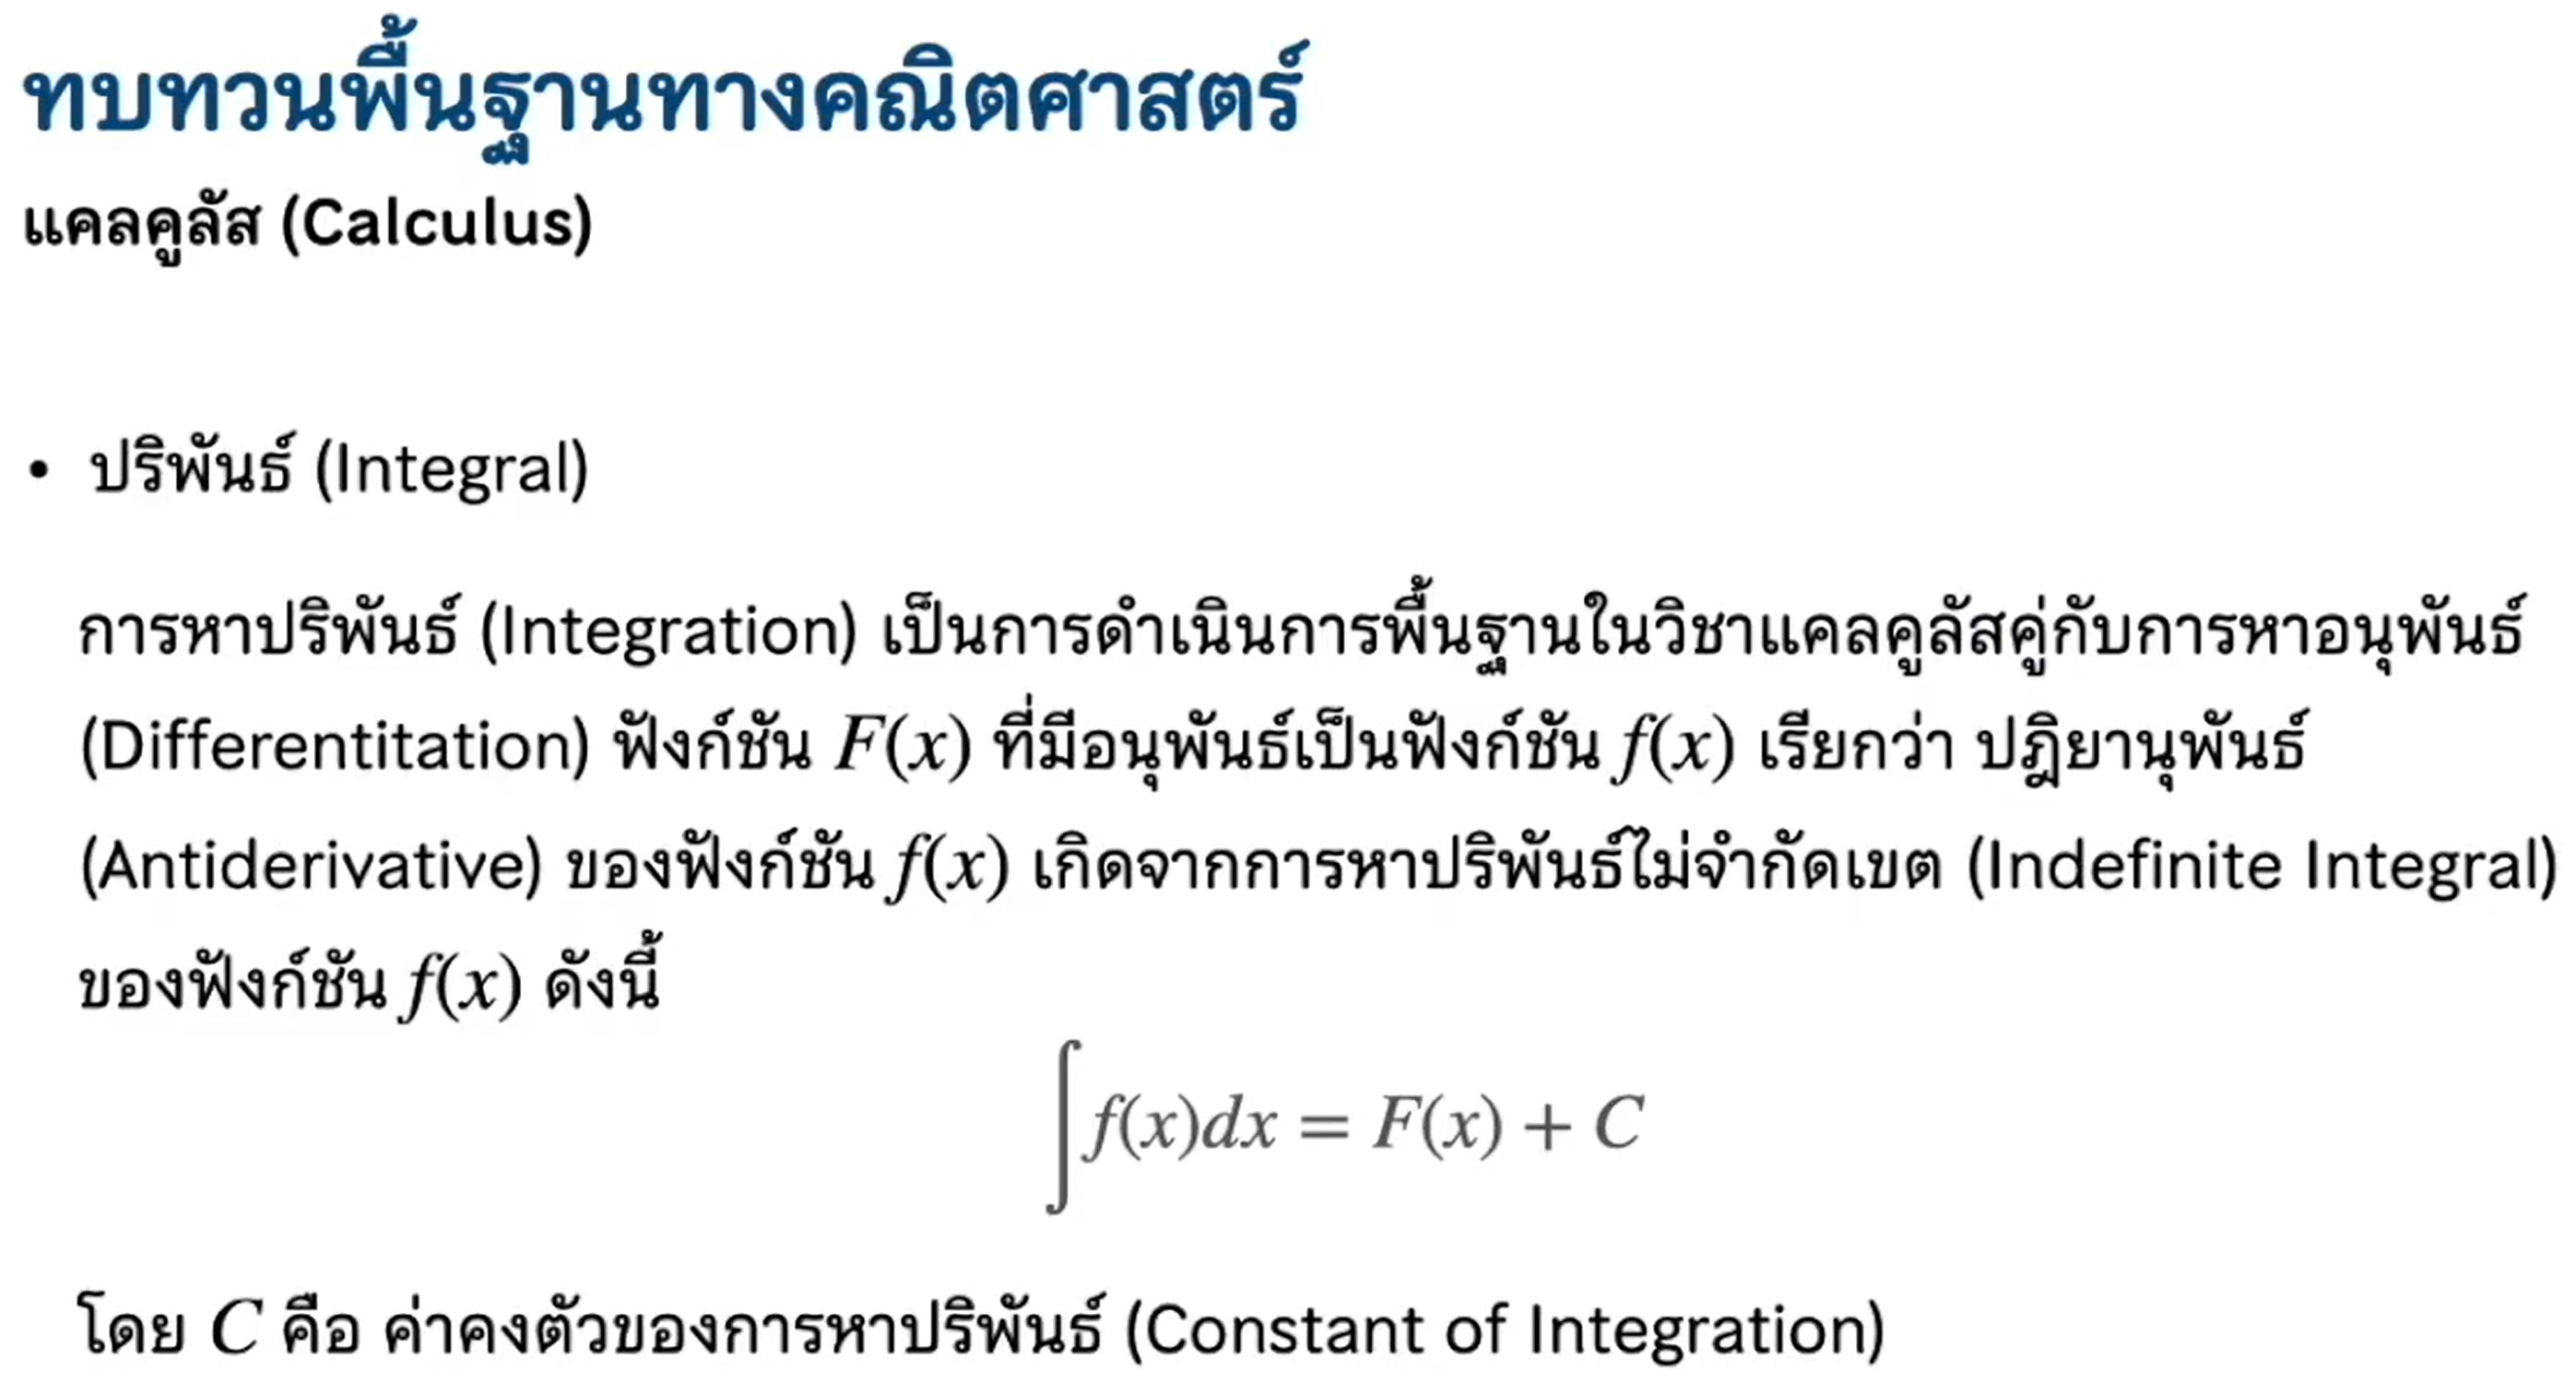 ทบทวนพื้นฐานทางคณิตศาสตร์
แคลคูลัส (Calculus)
• ปริพันธ์ (Integral)
การหาปริพันธ์ (Integration) เป็นการดำเนินการพื้นฐานในวิชาแคลคูลัสคู่กับการหาอนุพันธ์
(Differentitation) ฟังก์ชัน F(x) ที่มีอนุพันธ์เป็นฟังก์ชัน f(x) เรียกว่า ปฎิยานุพันธ์
(Antiderivative) ของฟังก์ชัน f(x) เกิดจากการหาปริพันธ์ไม่จำกัดเขต (Indefinite Integral)
ของฟังก์ชัน f(x) ดังนี้
∫ f(x)dx = F(x) + C
โดย C คือ ค่าคงตัวของการหาปริพันธ์ (Constant of Integration)